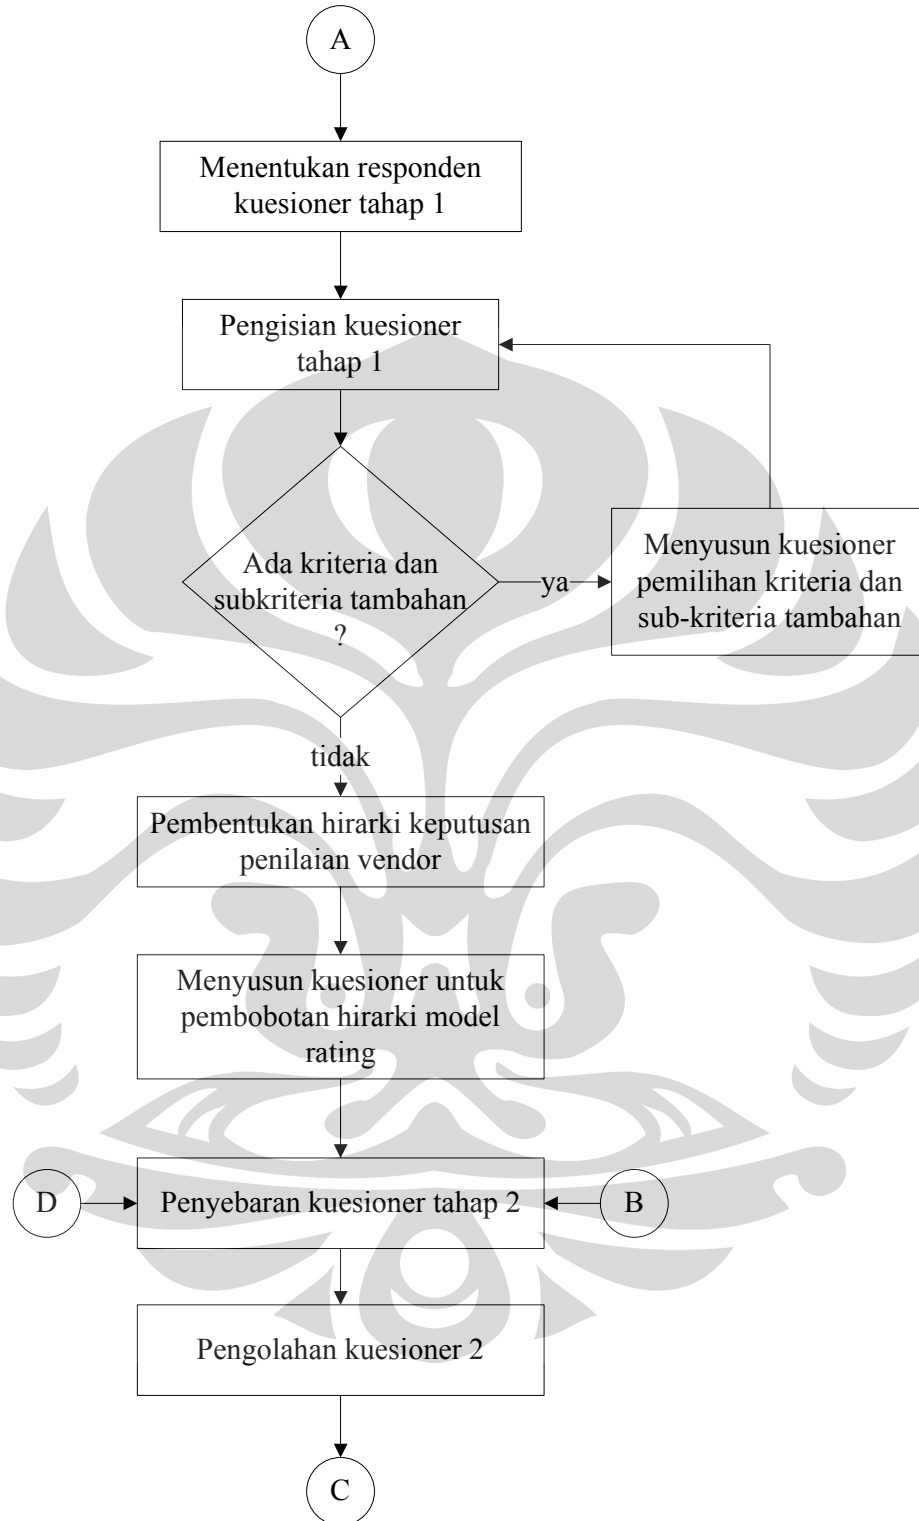 A
Menentukan responden
kuesioner tahap 1
Pengisian kuesioner
tahap 1
Ada kriteria dan
subkriteria tambahan
?
ya
Menyusun kuesioner
pemilihan kriteria dan
sub-kriteria tambahan
tidak
Pembentukan hirarki keputusan
penilaian vendor
Menyusun kuesioner untuk
pembobotan hirarki model
rating
D
Penyebaran kuesioner tahap 2
B
Pengolahan kuesioner 2
C